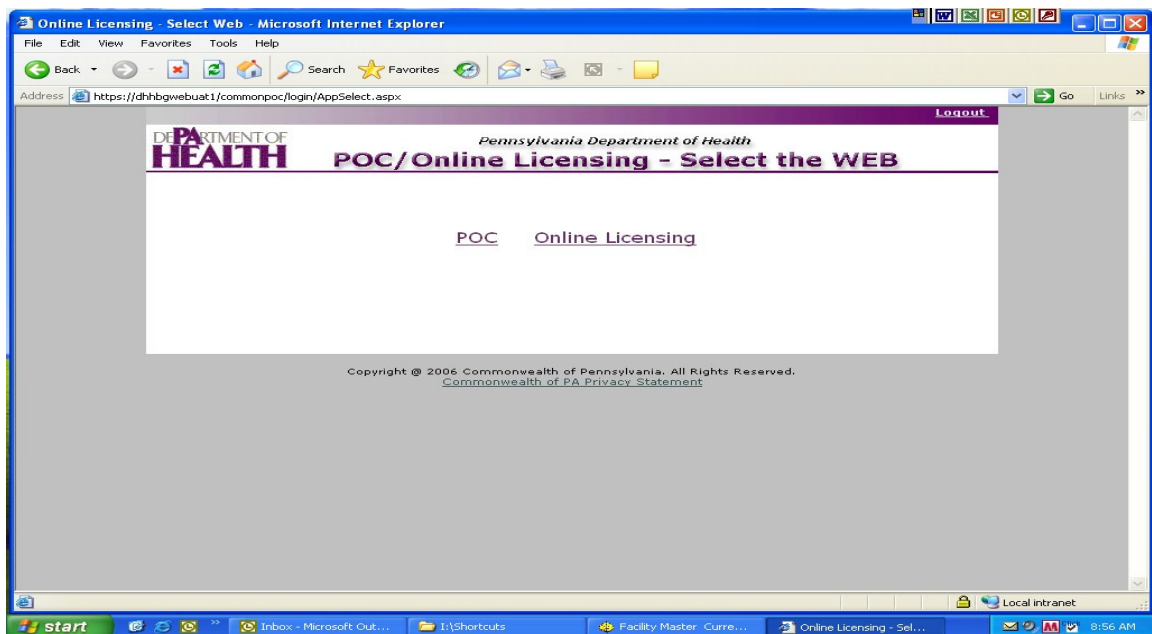 Online Licensing - Select Web - Microsoft Internet Explorer
File Edit View Favorites Tools Help
Back Search Favorites
Address https://dhhbgwebuat1/commonpoc/login/AppSelect.aspx Go Links »
Logout
DEPARTMENT OF
HEALTH
Pennsylvania Department of Health
POC/Online Licensing - Select the WEB
POC Online Licensing
Copyright @ 2006 Commonwealth of Pennsylvania. All Rights Reserved.
Commonwealth of PA Privacy Statement
Local intranet
start » Inbox - Microsoft Out... I:\Shortcuts Facility Master Curre... Online Licensing - Sel... 8:56 AM